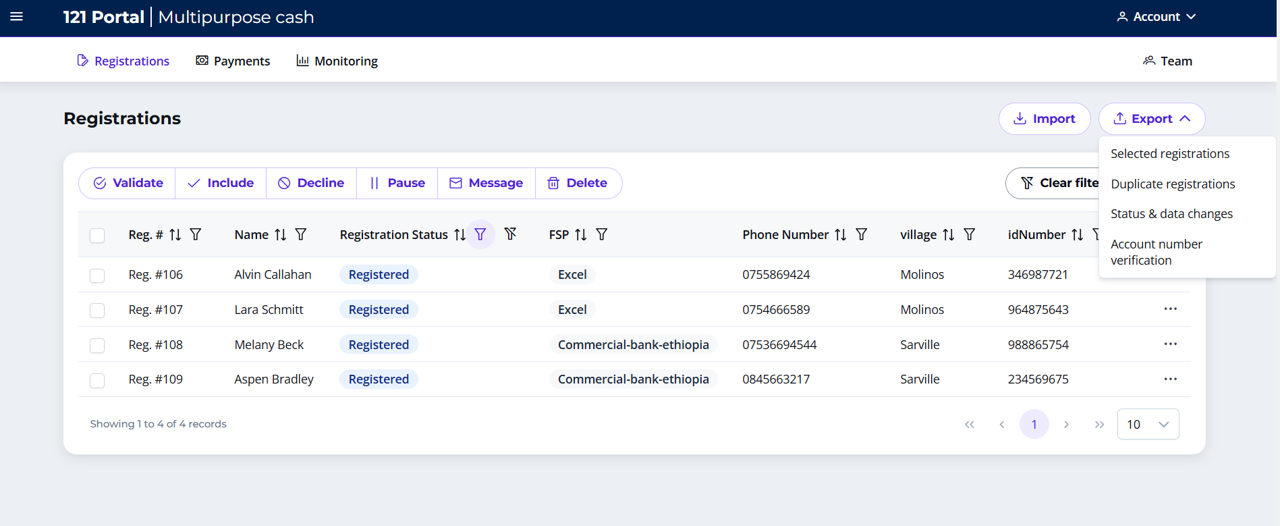 121 Portal | Multipurpose cash
Account
Registrations Payments Monitoring Team
Registrations Import Export
Selected registrations
Duplicate registrations
Status & data changes
Account number
verification
Validate Include Decline Pause Message Delete
Reg. # Name Registration Status FSP Phone Number village idNumber
Reg. #106 Alvin Callahan Registered Excel 0755869424 Molinos 346987721
Reg. #107 Lara Schmitt Registered Excel 0754666589 Molinos 964875643 ...
Reg. #108 Melany Beck Registered Commercial-bank-ethiopia 07536694544 Sarville 988865754 ...
Reg. #109 Aspen Bradley Registered Commercial-bank-ethiopia 0845663217 Sarville 234569675 ...
Showing 1 to 4 of 4 records << < 1 > >> 10